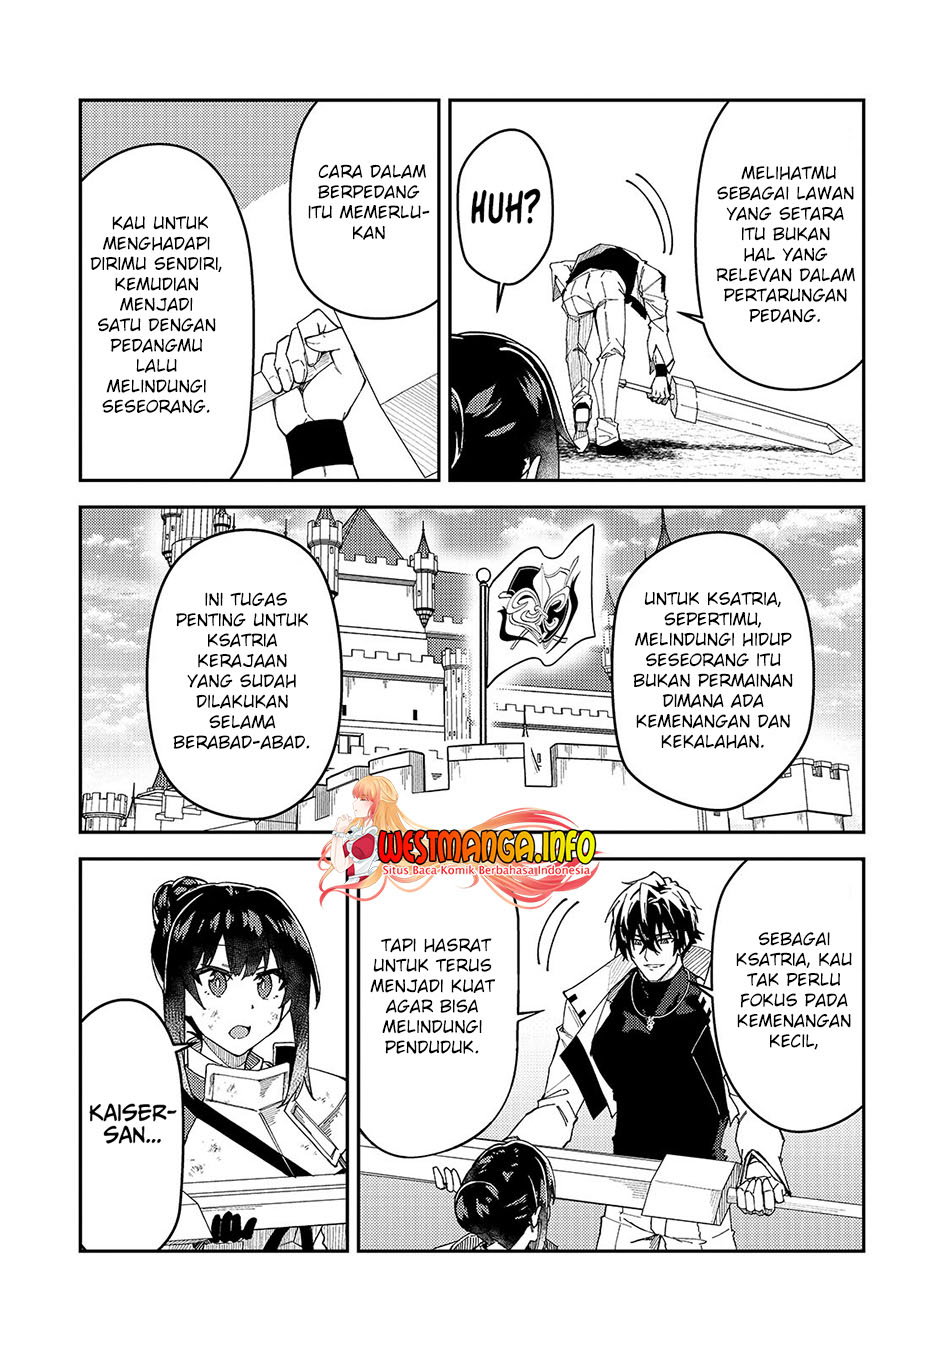 MELIHATMU
SEBAGAI LAWAN
YANG SETARA
ITU BUKAN
HAL YANG
RELEVAN DALAM
PERTARUNGAN
PEDANG.
HUH?
CARA DALAM
BERPEDANG
ITU MEMERLU-
KAN
KAU UNTUK
MENGHADAPI
DIRIMU SENDIRI,
KEMUDIAN
MENJADI
SATU DENGAN
PEDANGMU
LALU
MELINDUNGI
SESEORANG.
UNTUK KSATRIA,
SEPERTIMU,
MELINDUNGI HIDUP
SESEORANG ITU
BUKAN PERMAINAN
DIMANA ADA
KEMENANGAN DAN
KEKALAHAN.
INI TUGAS
PENTING UNTUK
KSATRIA
KERAJAAN
YANG SUDAH
DILAKUKAN
SELAMA
BERABAD-ABAD.
WESTMANGA.INFO
Situs Baca Komik Berbahasa Indonesia
SEBAGAI
KSATRIA, KAU
TAK PERLU
FOKUS PADA
KEMENANGAN
KECIL,
TAPI HASRAT
UNTUK TERUS
MENJADI KUAT
AGAR BISA
MELINDUNGI
PENDUDUK.
KAISER-
SAN...